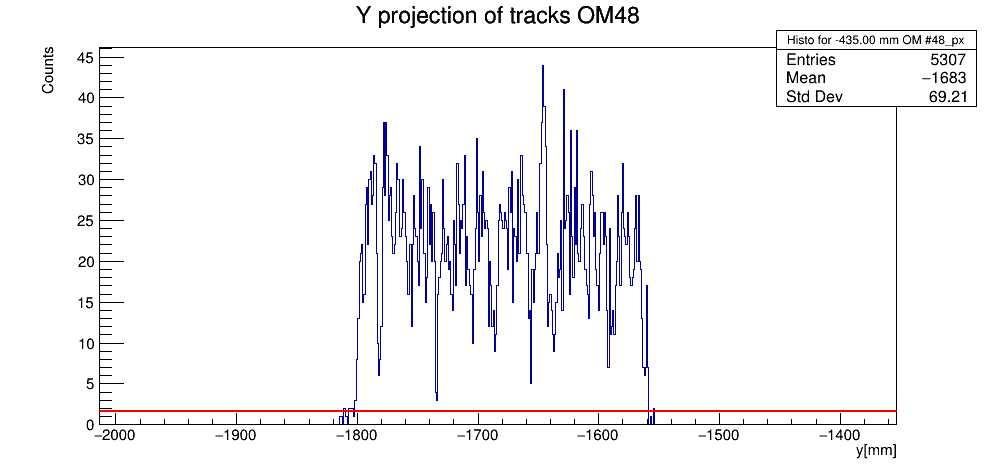 Y projection of tracks OM48
Histo for -435.00 mm OM #48_px
Entries 5307
Mean −1683
Std Dev 69.21
Counts
45
40
35
30
25
20
15
10
5
0
−2000 −1900 −1800 −1700 −1600 −1500 −1400
y[mm]